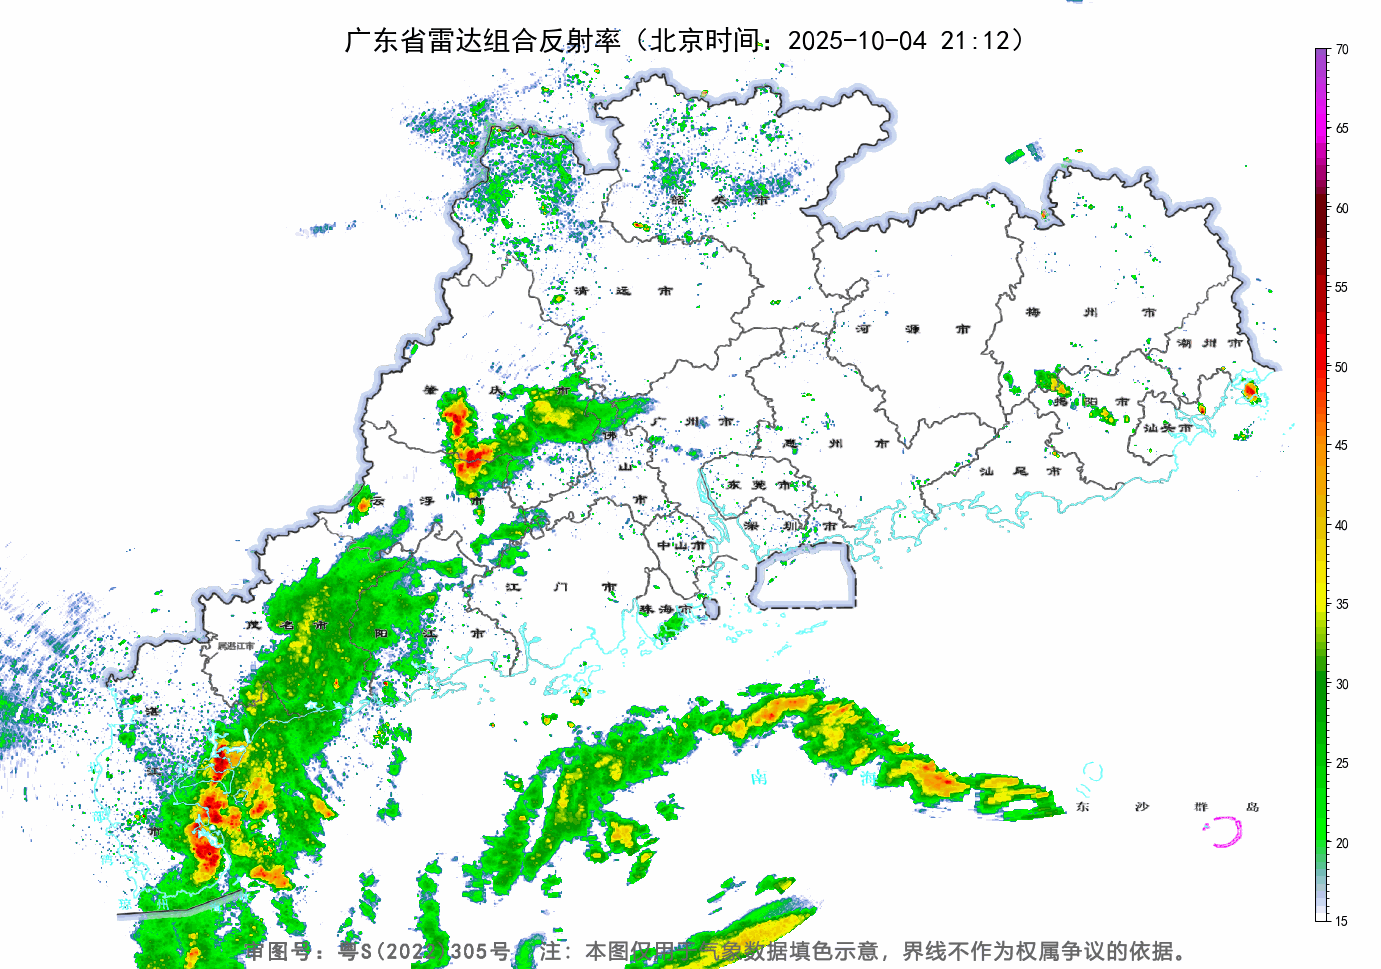 广东省雷达组合反射率（北京时间：2025-10-04 21:12）
70
65
60
55
50
45
40
35
30
25
20
15
韶关市
清远市
河源市
梅州市
潮州市
肇庆市
广州市
惠州市
揭阳市
汕头市
佛山市
东莞市
汕尾市
云浮市
深圳市
中山市
江门市
珠海市
茂名市
阳江市
属湛江市
湛江市
南海
东沙群岛
琼州
审图号：粤S(2022)305号 注：本图仅用于气象数据填色示意，界线不作为权属争议的依据。